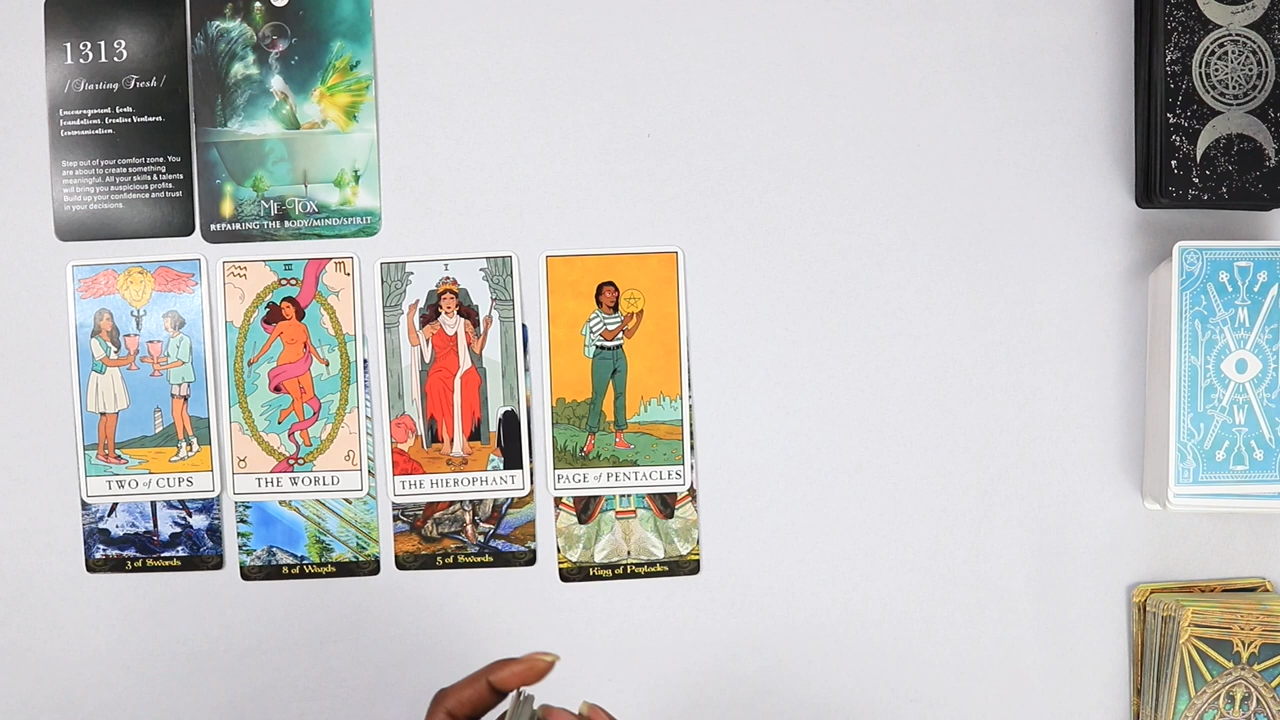 1313
/Starting Fresh/
Encouragement. Goals.
Foundations. Creative Ventures.
Communication.
Step out of your comfort zone. You
are about to create something
meaningful. All your skills & talents
will bring you auspicious profits.
Build up your confidence and trust
in your decisions.
ME-TOX
REPAIRING THE BODY/MIND/SPIRIT
TWO of CUPS
THE WORLD
I
THE HIEROPHANT
PAGE of PENTACLES
3 of Swords
8 of Wands
5 of Swords
King of Pentacles
M
W